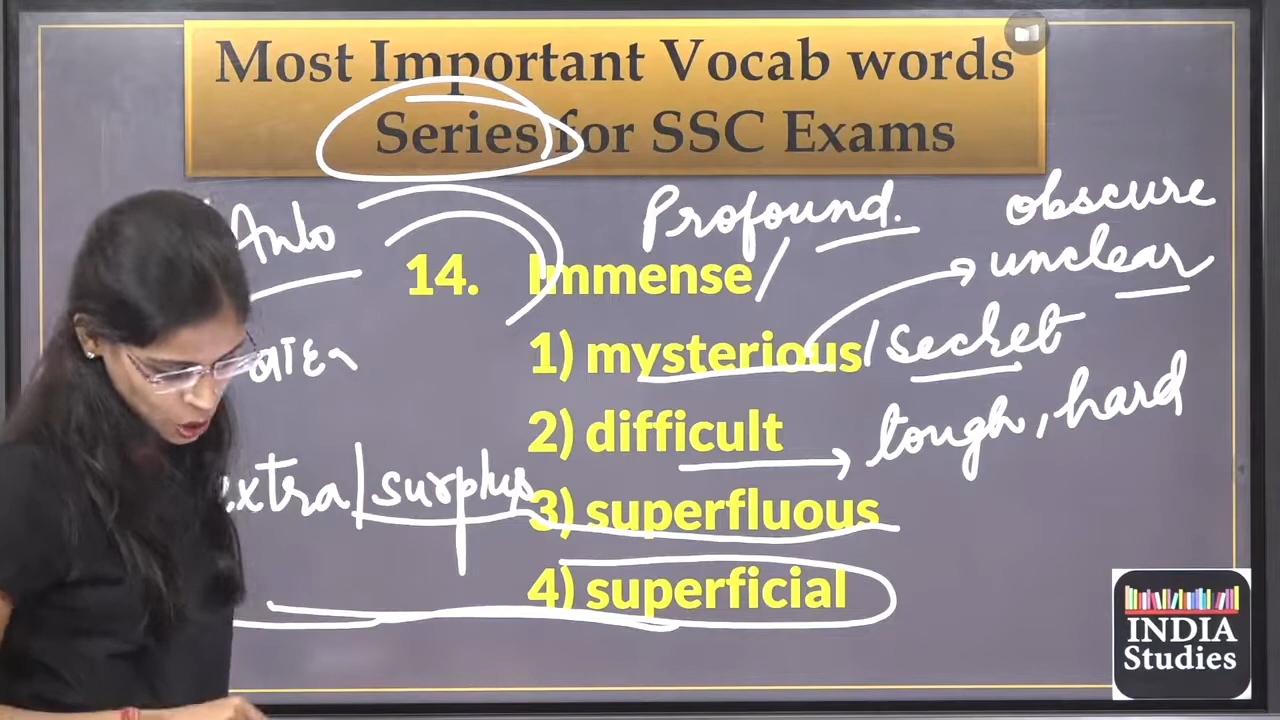 Most Important Vocab words
Series for SSC Exams
Profound.
obscure
unclear
Anto
14. Immense/
1) mysterious/secret
2) difficult
tough, hard
extra/surplus
3) superfluous
4) superficial
INDIA
Studies